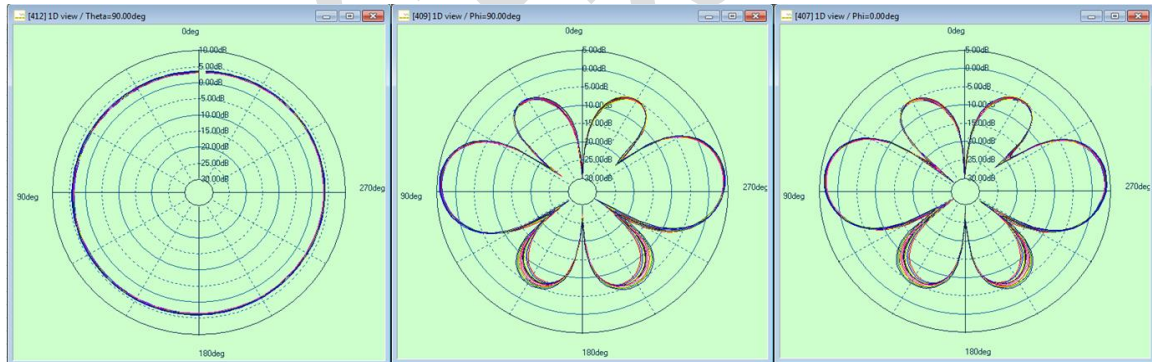 [412] 1D view / Theta=90.00deg
0deg
10.00dB
5.00dB
0.00dB
5.00dB
10.00dB
15.00dB
20.00dB
25.00dB
30.00dB
90deg
270deg
180deg
[409] 1D view / Phi=90.00deg
0deg
5.00dB
0.00dB
5.00dB
10.00dB
15.00dB
20.00dB
25.00dB
30.00dB
90deg
270deg
180deg
[407] 1D view / Phi=0.00deg
0deg
5.00dB
0.00dB
5.00dB
10.00dB
15.00dB
20.00dB
25.00dB
30.00dB
90deg
270deg
180deg